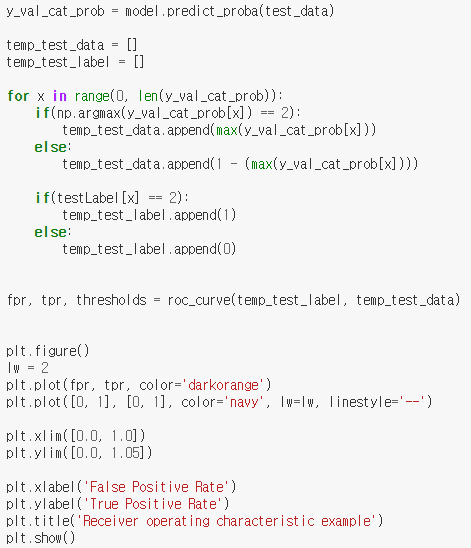 y_val_cat_prob = model.predict_proba(test_data)
temp_test_data = []
temp_test_label = []
for x in range(0, len(y_val_cat_prob)):
    if(np.argmax(y_val_cat_prob[x]) == 2):
        temp_test_data.append(max(y_val_cat_prob[x]))
    else:
        temp_test_data.append(1 - (max(y_val_cat_prob[x])))
    if(testLabel[x] == 2):
        temp_test_label.append(1)
    else:
        temp_test_label.append(0)
fpr, tpr, thresholds = roc_curve(temp_test_label, temp_test_data)
plt.figure()
lw = 2
plt.plot(fpr, tpr, color='darkorange')
plt.plot([0, 1], [0, 1], color='navy', lw=lw, linestyle='--')
plt.xlim([0.0, 1.0])
plt.ylim([0.0, 1.05])
plt.xlabel('False Positive Rate')
plt.ylabel('True Positive Rate')
plt.title('Receiver operating characteristic example')
plt.show()